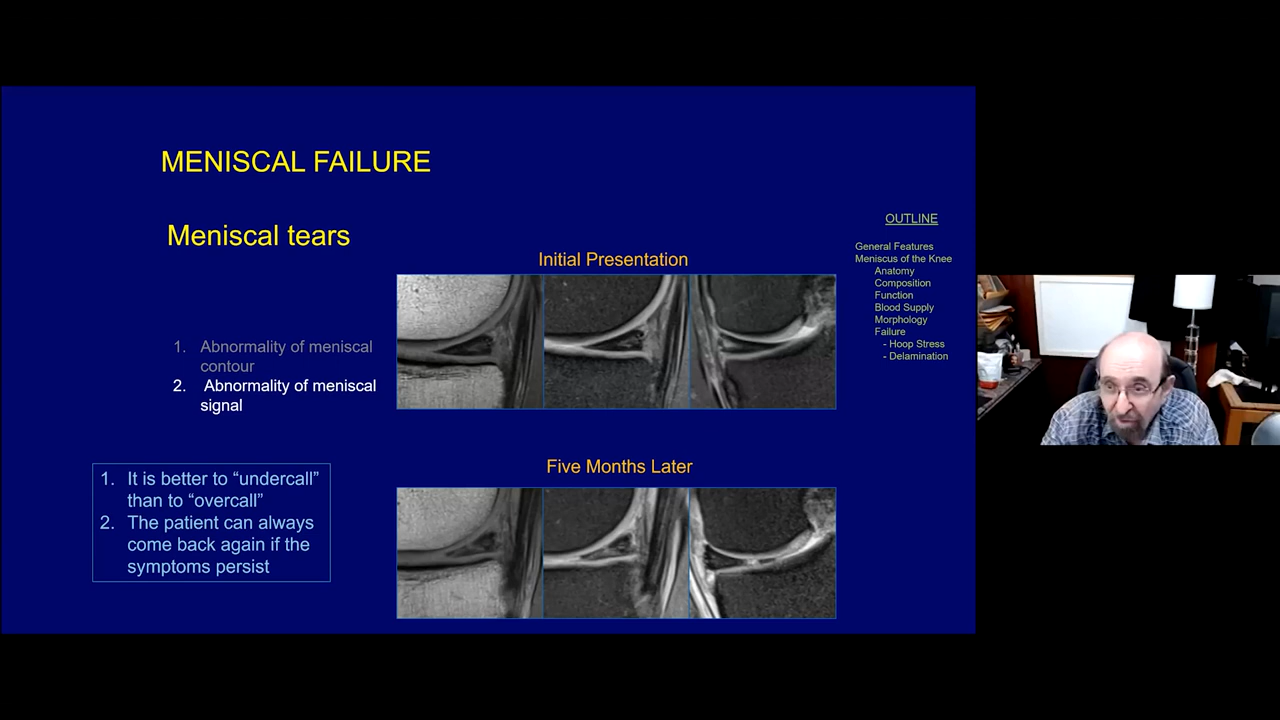 MENISCAL FAILURE
Meniscal tears
Initial Presentation
1. Abnormality of meniscal
contour
2. Abnormality of meniscal
signal
1. It is better to “undercall”
than to “overcall”
2. The patient can always
come back again if the
symptoms persist
Five Months Later
OUTLINE
General Features
Meniscus of the Knee
Anatomy
Composition
Function
Blood Supply
Morphology
Failure
- Hoop Stress
- Delamination